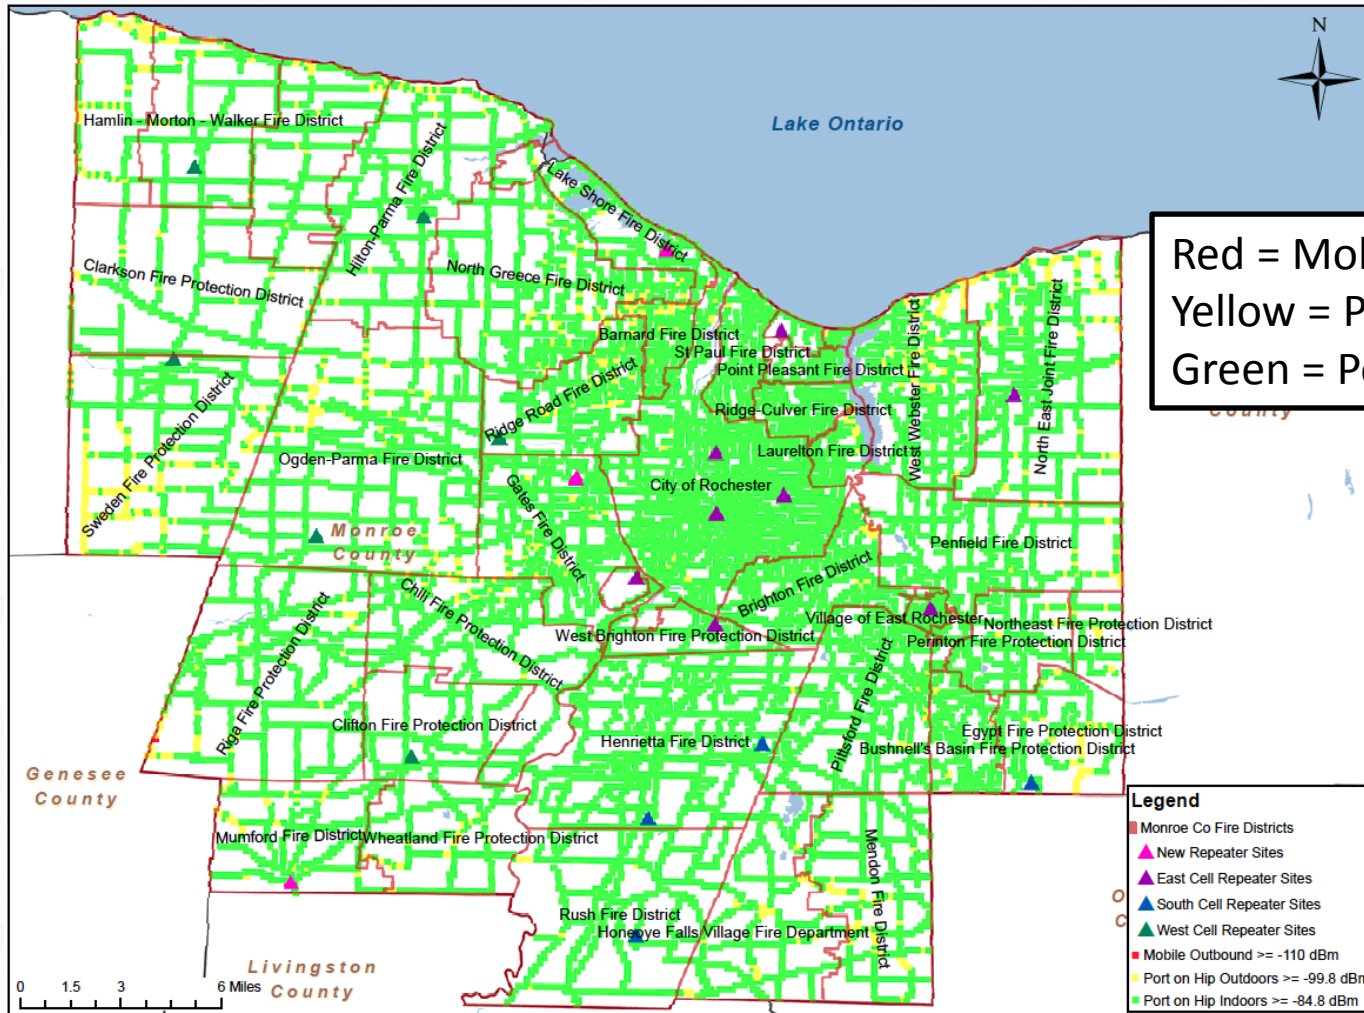 N
Lake Ontario
Hamlin - Morton - Walker Fire District
Hilton-Parma Fire District
Lake Shore Fire District
Clarkson Fire Protection District
North Greece Fire District
Red = Mo
Yellow = P
Green = P
County
West Webster Fire District
North East Joint Fire District
Barnard Fire District
St Paul Fire District
Point Pleasant Fire District
Ridge Road Fire District
Ridge-Culver Fire District
Sweden Fire Protection District
Ogden-Parma Fire District
Laurelton Fire District
Gates Fire District
City of Rochester
Monroe
County
Penfield Fire District
Chili Fire Protection District
Brighton Fire District
Riga Fire Protection District
West Brighton Fire Protection District
Village of East Rochester
Northeast Fire Protection District
Perinton Fire Protection District
Pittsford Fire District
Clifton Fire Protection District
Henrietta Fire District
Egypt Fire Protection District
Bushnell's Basin Fire Protection District
Genesee
County
Mumford Fire District
Wheatland Fire Protection District
Mendon Fire District
Rush Fire District
Honeoye Falls Village Fire Department
Livingston
County
0 1.5 3 6 Miles
O
C
Legend
Monroe Co Fire Districts
New Repeater Sites
East Cell Repeater Sites
South Cell Repeater Sites
West Cell Repeater Sites
Mobile Outbound >= -110 dBm
Port on Hip Outdoors >= -99.8 dBm
Port on Hip Indoors >= -84.8 dBm